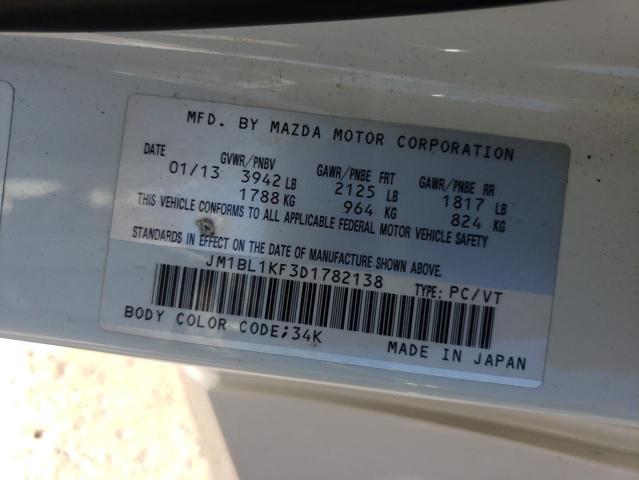 MFD. BY MAZDA MOTOR CORPORATION
DATE GVWR/PNBV GAWR/PNBE FRT GAWR/PNBE RR
01/13 3942 LB 2125 LB 1817 LB
1788 KG 964 KG 824 KG
THIS VEHICLE CONFORMS TO ALL APPLICABLE FEDERAL MOTOR VEHICLE SAFETY
STANDARDS IN EFFECT ON THE DATE OF MANUFACTURE SHOWN ABOVE.
JM1BL1KF3D1782138 TYPE: PC/VT
BODY COLOR CODE;34K
MADE IN JAPAN